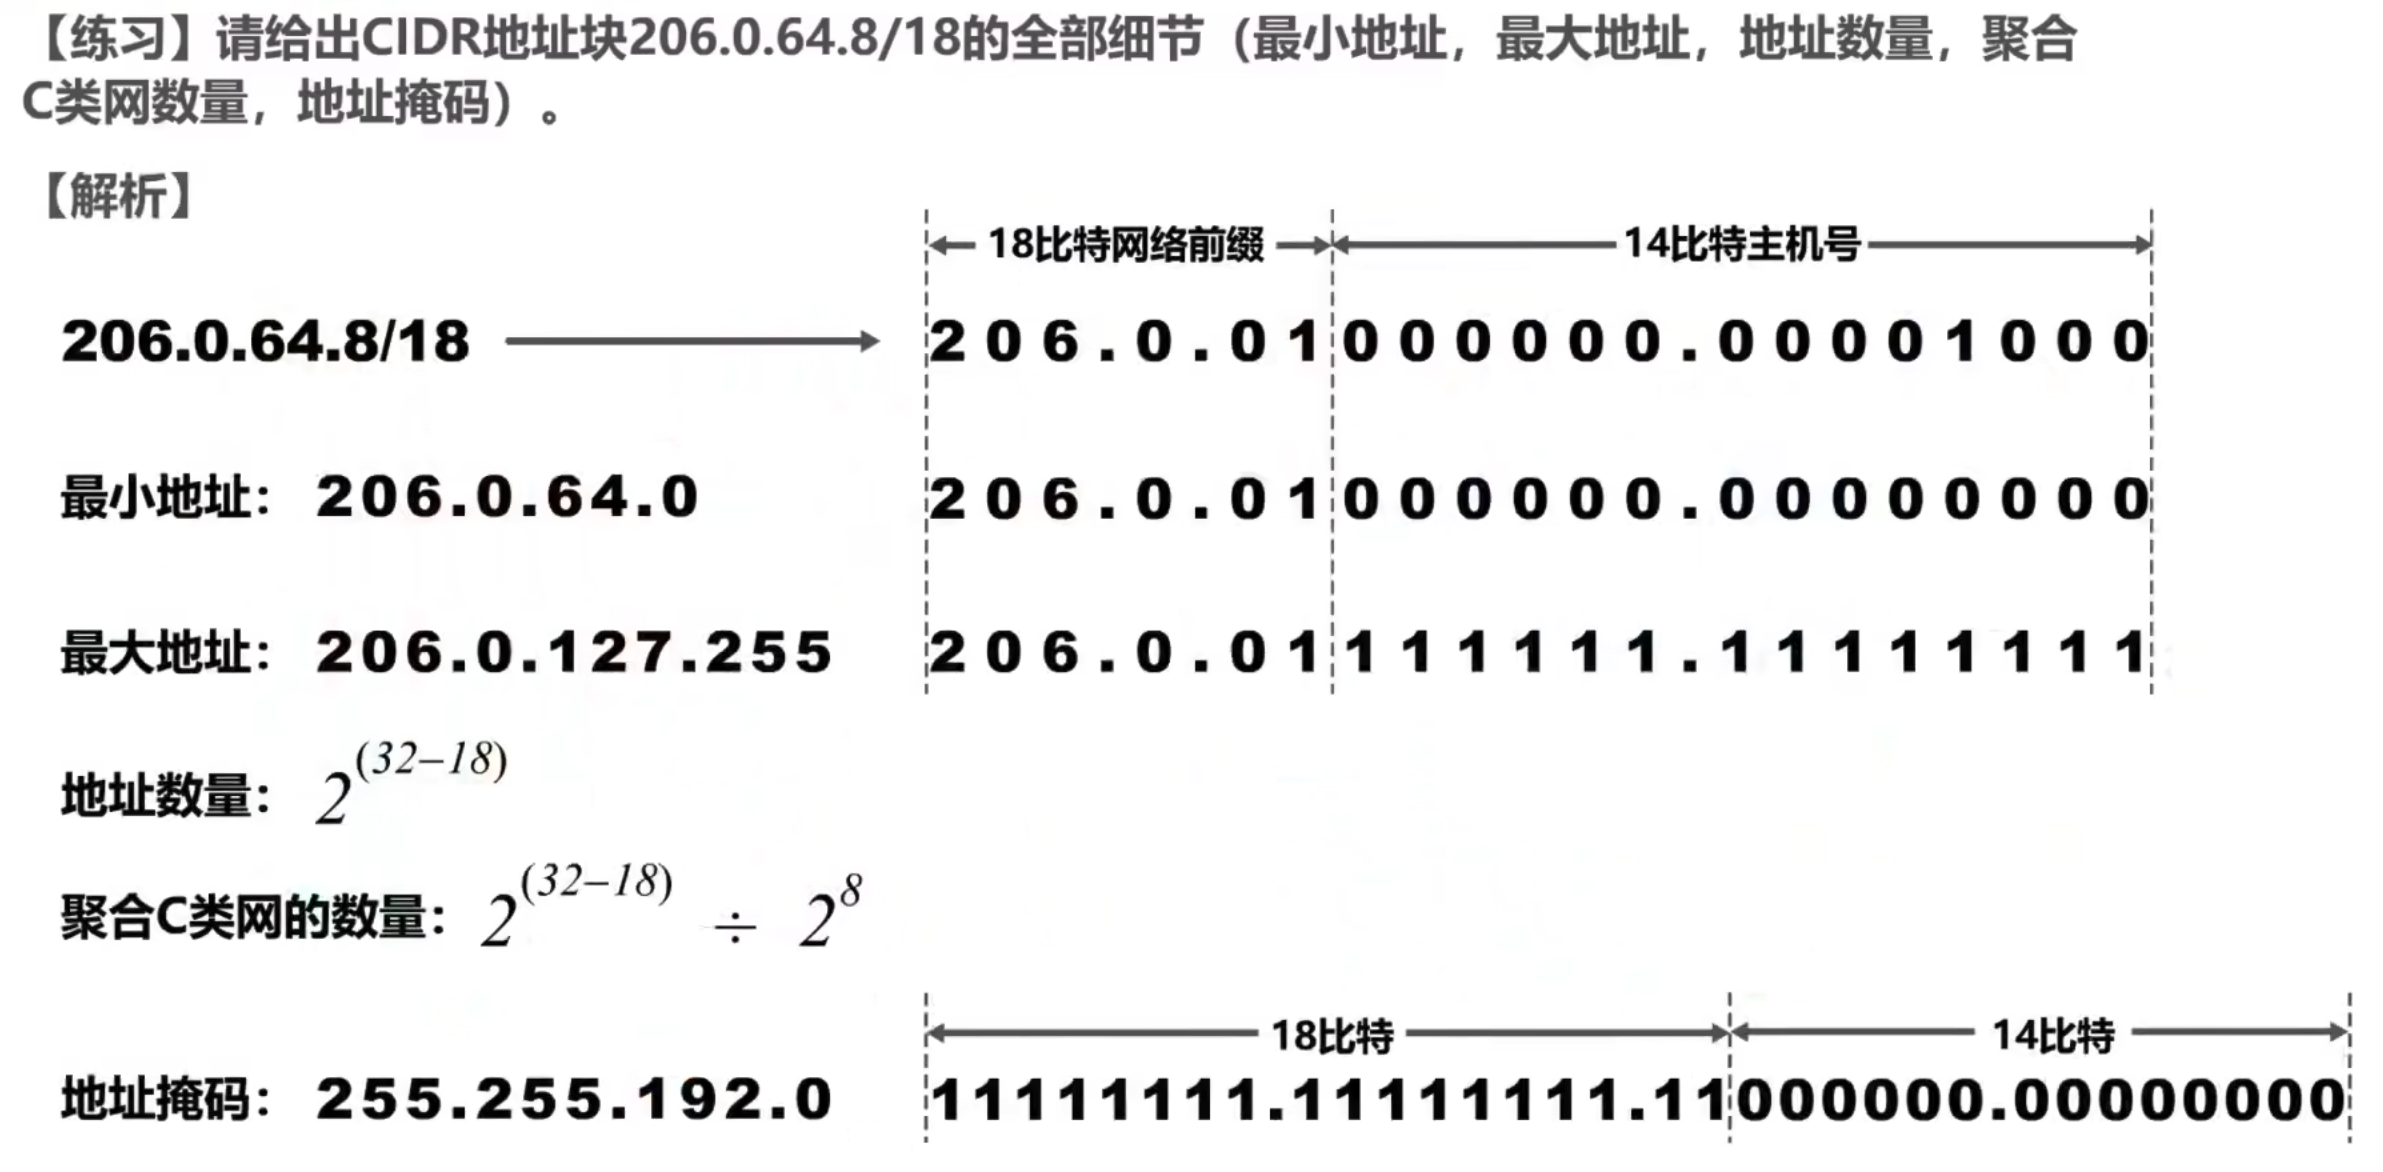 【练习】请给出CIDR地址块206.0.64.8/18的全部细节（最小地址，最大地址，地址数量，聚合
C类网数量，地址掩码）。
【解析】
18比特网络前缀 14比特主机号
206.0.64.8/18 206.0.01000000.00001000
最小地址： 206.0.64.0 206.0.01000000.00000000
最大地址： 206.0.127.255 206.0.01111111.11111111
地址数量： 2^(32-18)
聚合C类网的数量： 2^(32-18) ÷ 2^8
18比特 14比特
地址掩码： 255.255.192.0 11111111.11111111.11000000.00000000